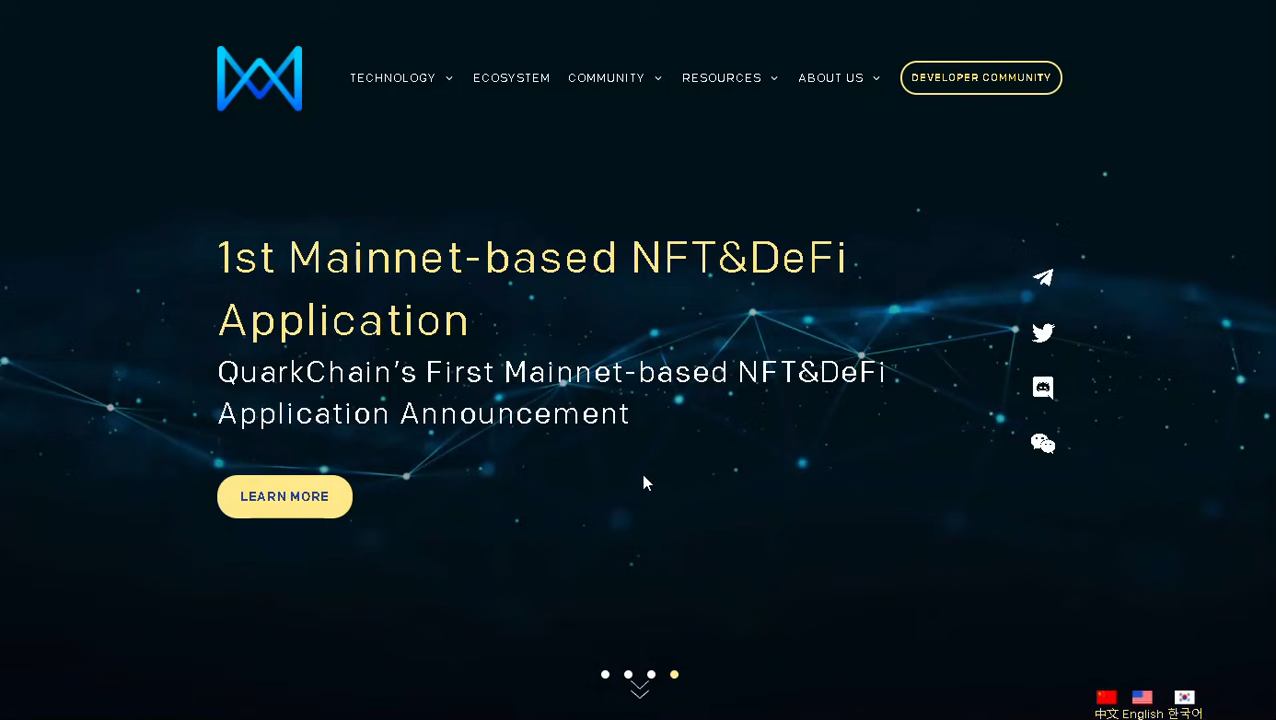 TECHNOLOGY ECOSYSTEM COMMUNITY RESOURCES ABOUT US DEVELOPER COMMUNITY
1st Mainnet-based NFT&DeFi
Application
QuarkChain's First Mainnet-based NFT&DeFi
Application Announcement
LEARN MORE
中文 English 한국어